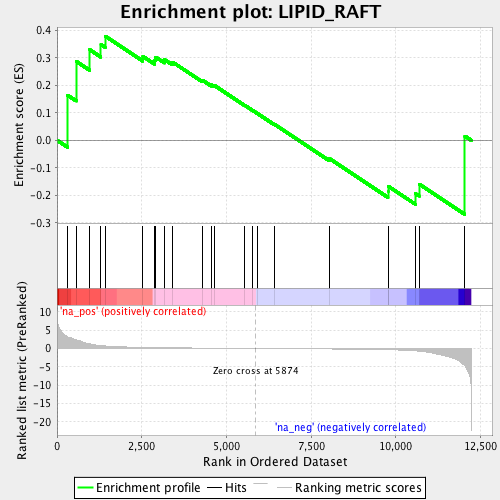 Enrichment plot: LIPID_RAFT
Enrichment score (ES)
0.4
0.3
0.2
0.1
0.0
-0.1
-0.2
-0.3
'na_pos' (positively correlated)
Ranked list metric (PreRanked)
10
5
0
-5
-10
-15
-20
Zero cross at 5874
'na_neg' (negatively correlated)
0
2,500
5,000
7,500
10,000
12,500
Rank in Ordered Dataset
Enrichment profile
Hits
Ranking metric scores